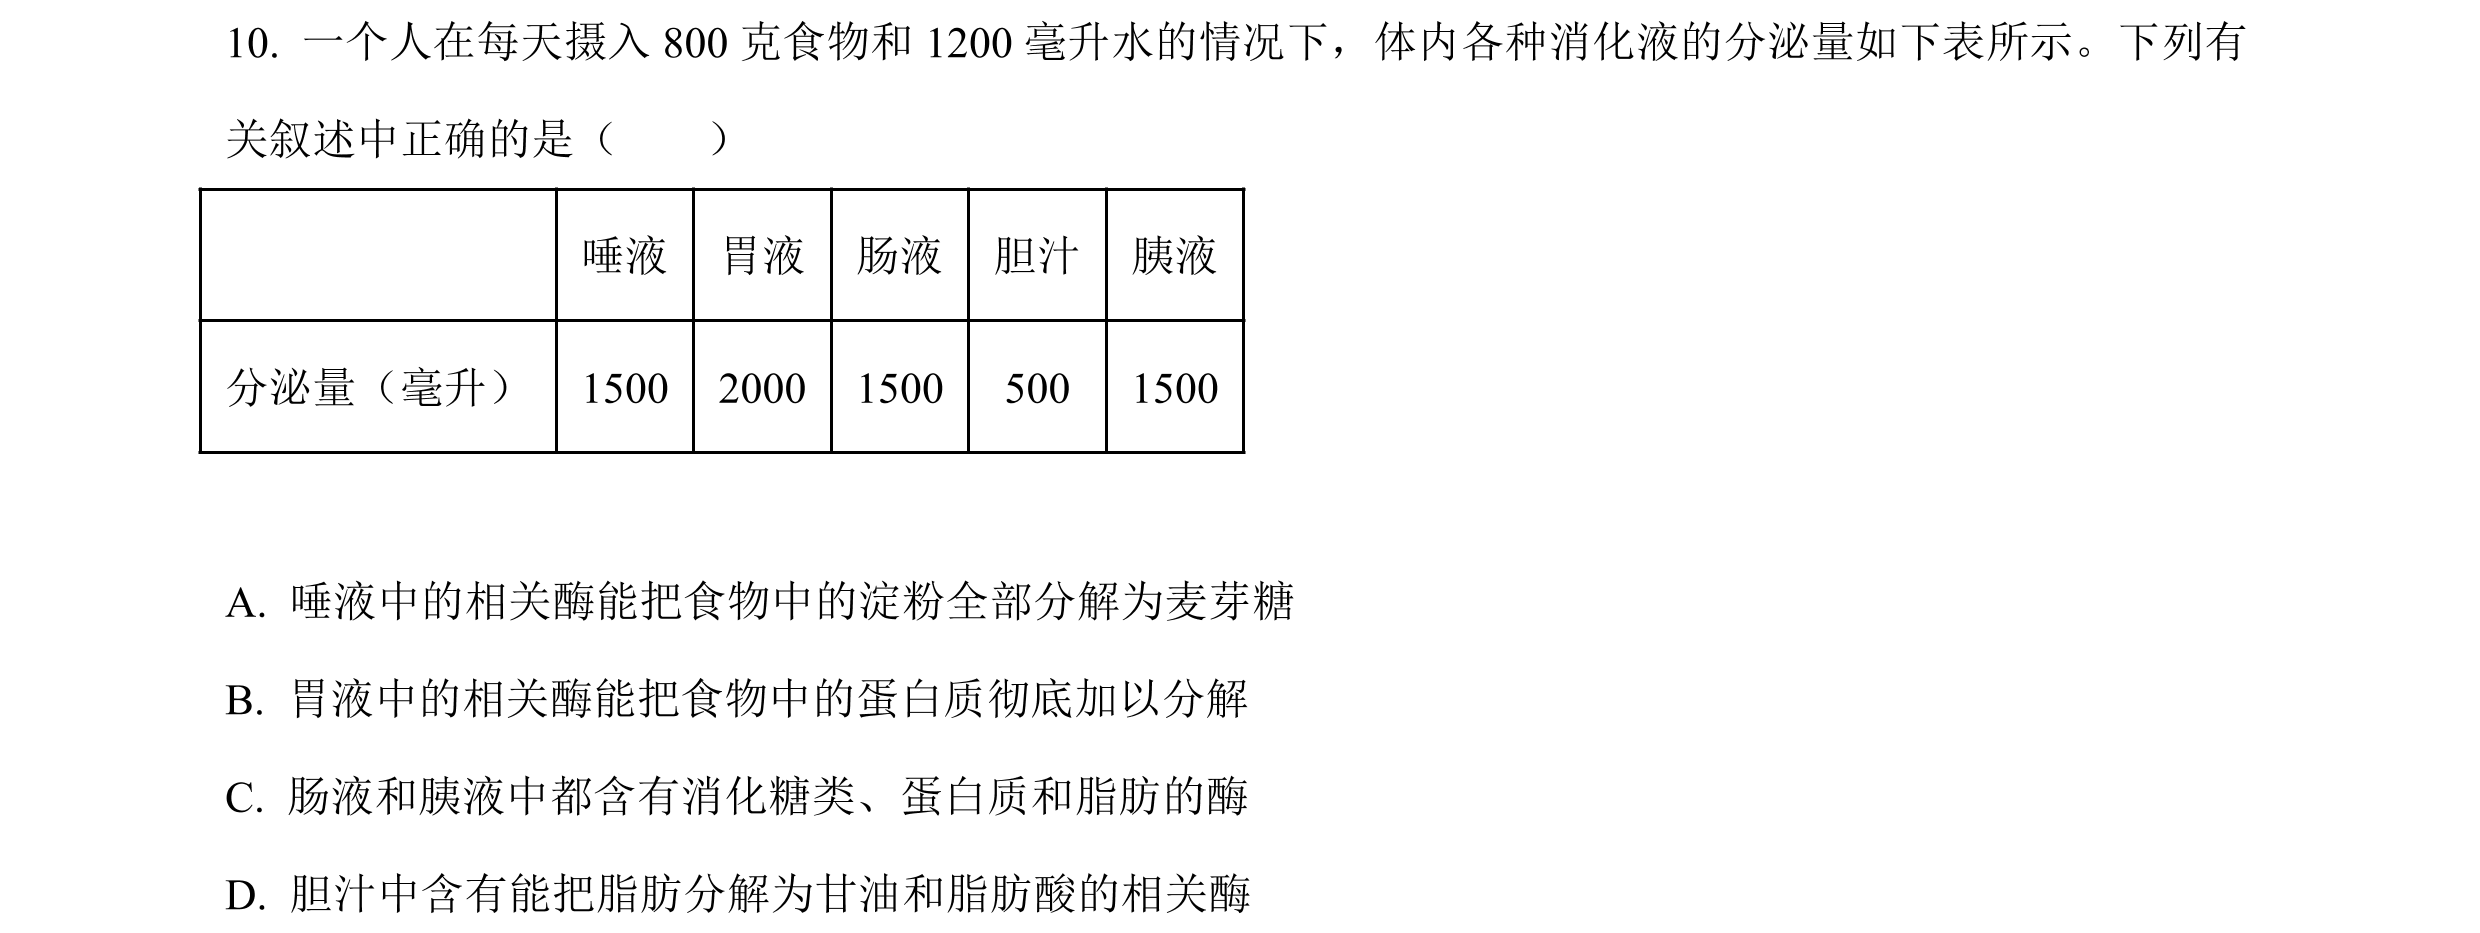 10. 一个人在每天摄入 800 克食物和 1200 毫升水的情况下，体内各种消化液的分泌量如下表所示。下列有
关叙述中正确的是（　　）
唾液 胃液 肠液 胆汁 胰液
分泌量（毫升） 1500 2000 1500 500 1500
A. 唾液中的相关酶能把食物中的淀粉全部分解为麦芽糖
B. 胃液中的相关酶能把食物中的蛋白质彻底加以分解
C. 肠液和胰液中都含有消化糖类、蛋白质和脂肪的酶
D. 胆汁中含有能把脂肪分解为甘油和脂肪酸的相关酶